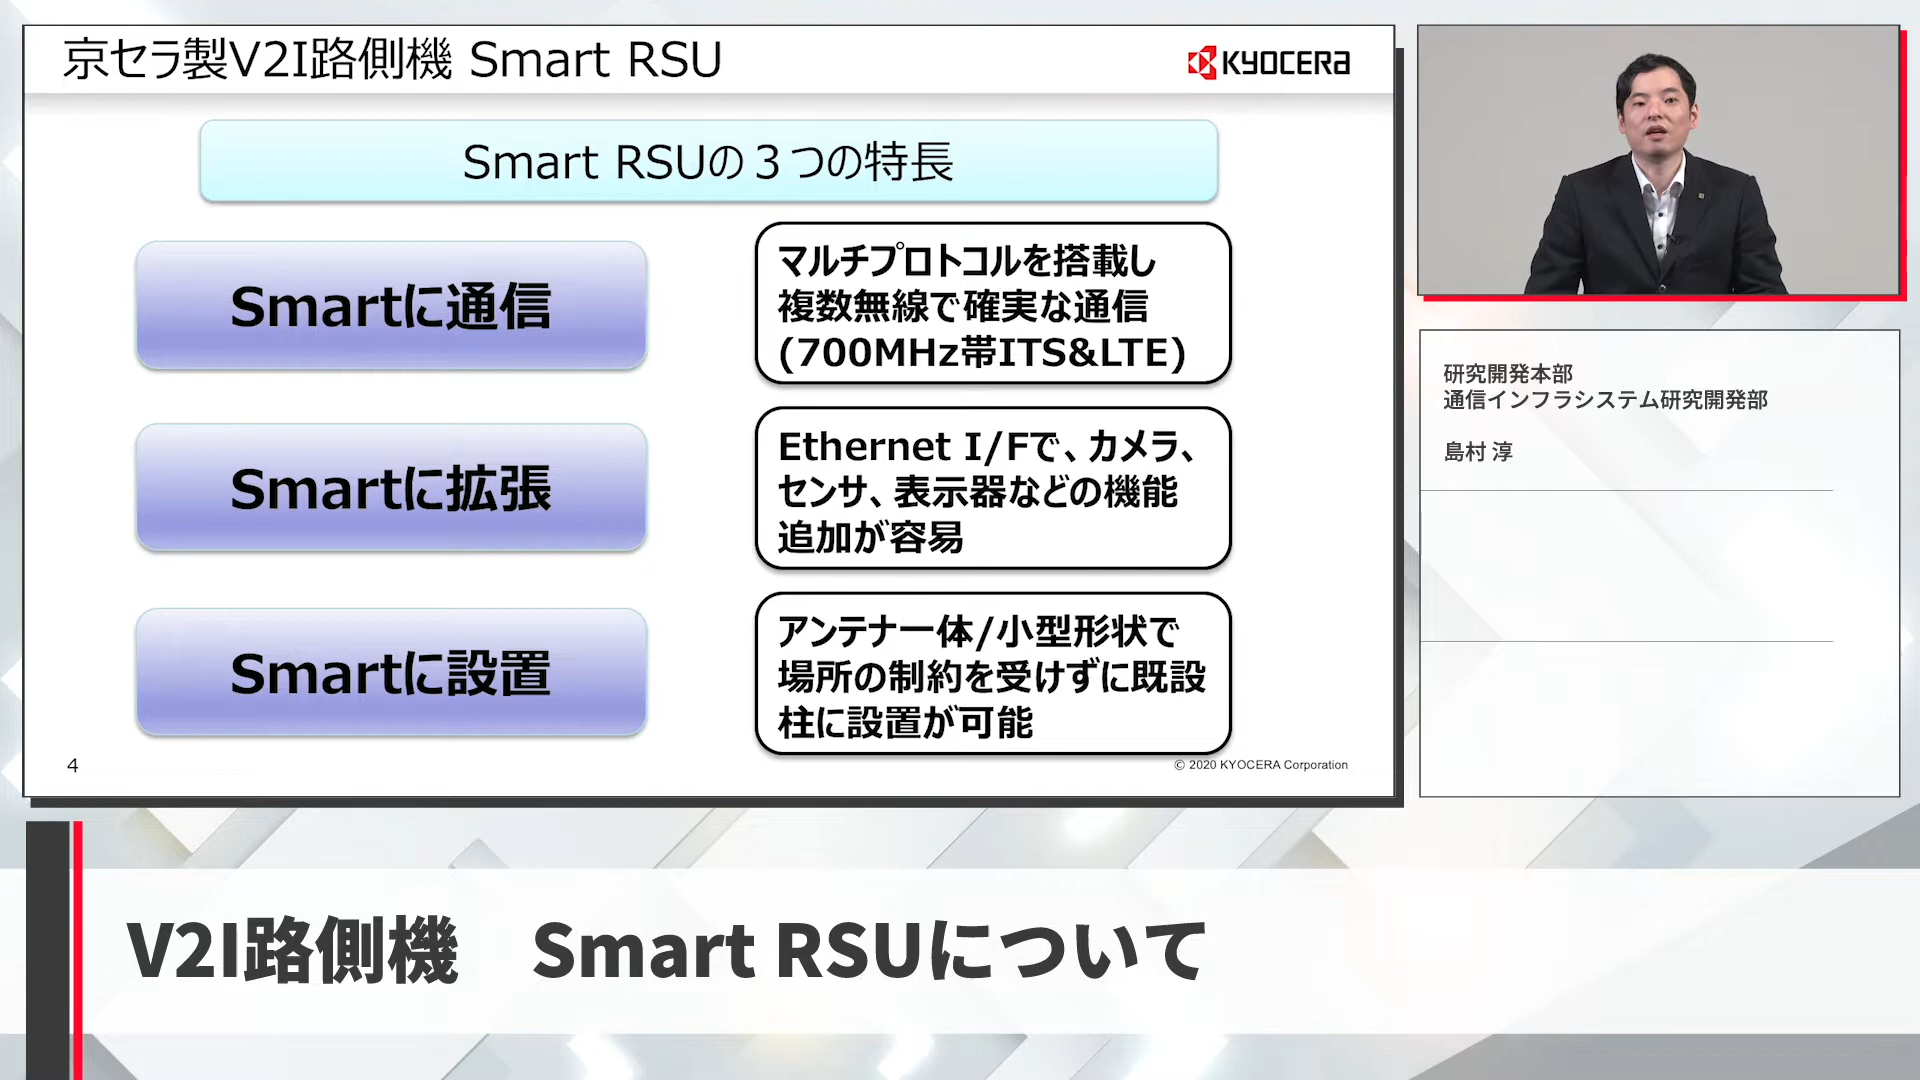 京セラ製V2I路側機 Smart RSU
KYOCERA
Smart RSUの３つの特長
Smartに通信
マルチプロトコルを搭載し
複数無線で確実な通信
(700MHz帯ITS&LTE)
Smartに拡張
Ethernet I/Fで、カメラ、
センサ、表示器などの機能
追加が容易
Smartに設置
アンテナ一体/小型形状で
場所の制約を受けずに既設
柱に設置が可能
4
© 2020 KYOCERA Corporation
研究開発本部
通信インフラシステム研究開発部
島村 淳
V2I路側機　Smart RSUについて